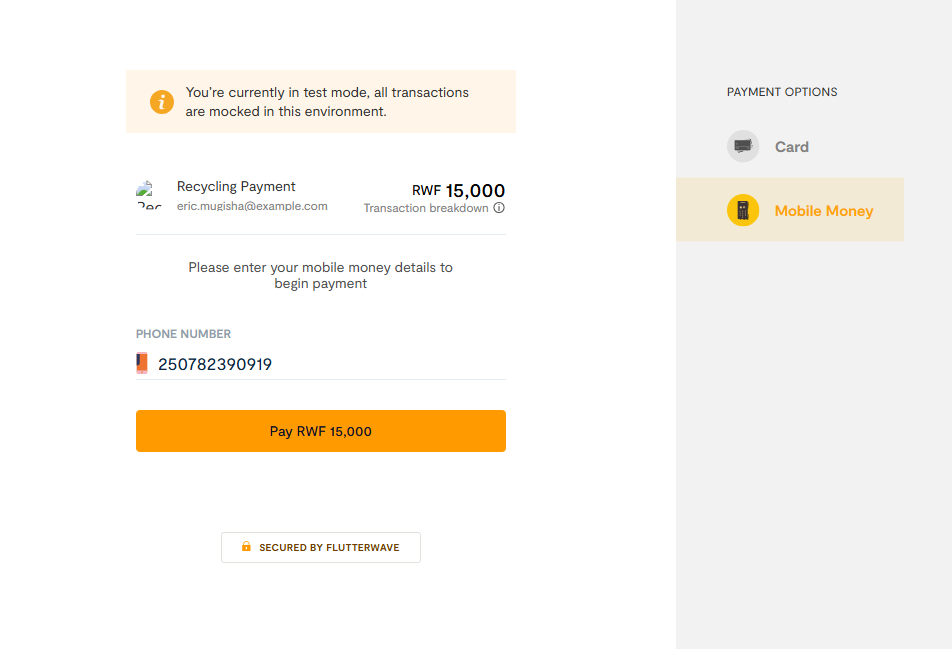 You're currently in test mode, all transactions
are mocked in this environment.
Rec
Recycling Payment
eric.mugisha@example.com
RWF 15,000
Transaction breakdown
Please enter your mobile money details to
begin payment
PHONE NUMBER
250782390919
Pay RWF 15,000
SECURED BY FLUTTERWAVE
PAYMENT OPTIONS
Card
Mobile Money